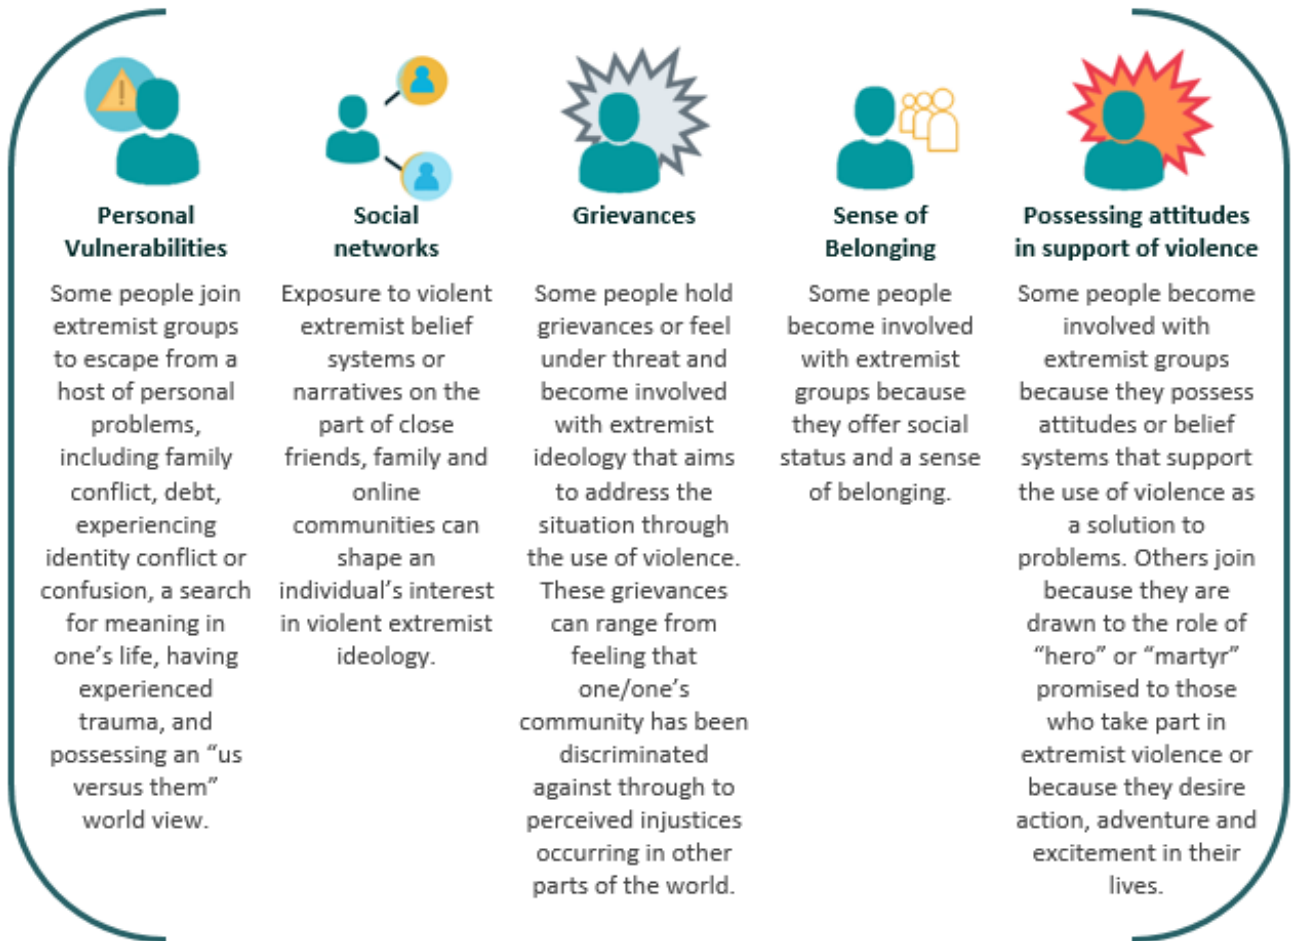 Personal
Vulnerabilities
Some people join
extremist groups
to escape from a
host of personal
problems,
including family
conflict, debt,
experiencing
identity conflict or
confusion, a search
for meaning in
one’s life, having
experienced
trauma, and
possessing an “us
versus them”
world view.
Social
networks
Exposure to violent
extremist belief
systems or
narratives on the
part of close
friends, family and
online
communities can
shape an
individual’s interest
in violent extremist
ideology.
Grievances
Some people hold
grievances or feel
under threat and
become involved
with extremist
ideology that aims
to address the
situation through
the use of violence.
These grievances
can range from
feeling that
one/one’s
community has been
discriminated
against through to
perceived injustices
occurring in other
parts of the world.
Sense of
Belonging
Some people
become involved
with extremist
groups because
they offer social
status and a sense
of belonging.
Possessing attitudes
in support of violence
Some people become
involved with
extremist groups
because they possess
attitudes or belief
systems that support
the use of violence as
a solution to
problems. Others join
because they are
drawn to the role of
“hero” or “martyr”
promised to those
who take part in
extremist violence or
because they desire
action, adventure and
excitement in their
lives.